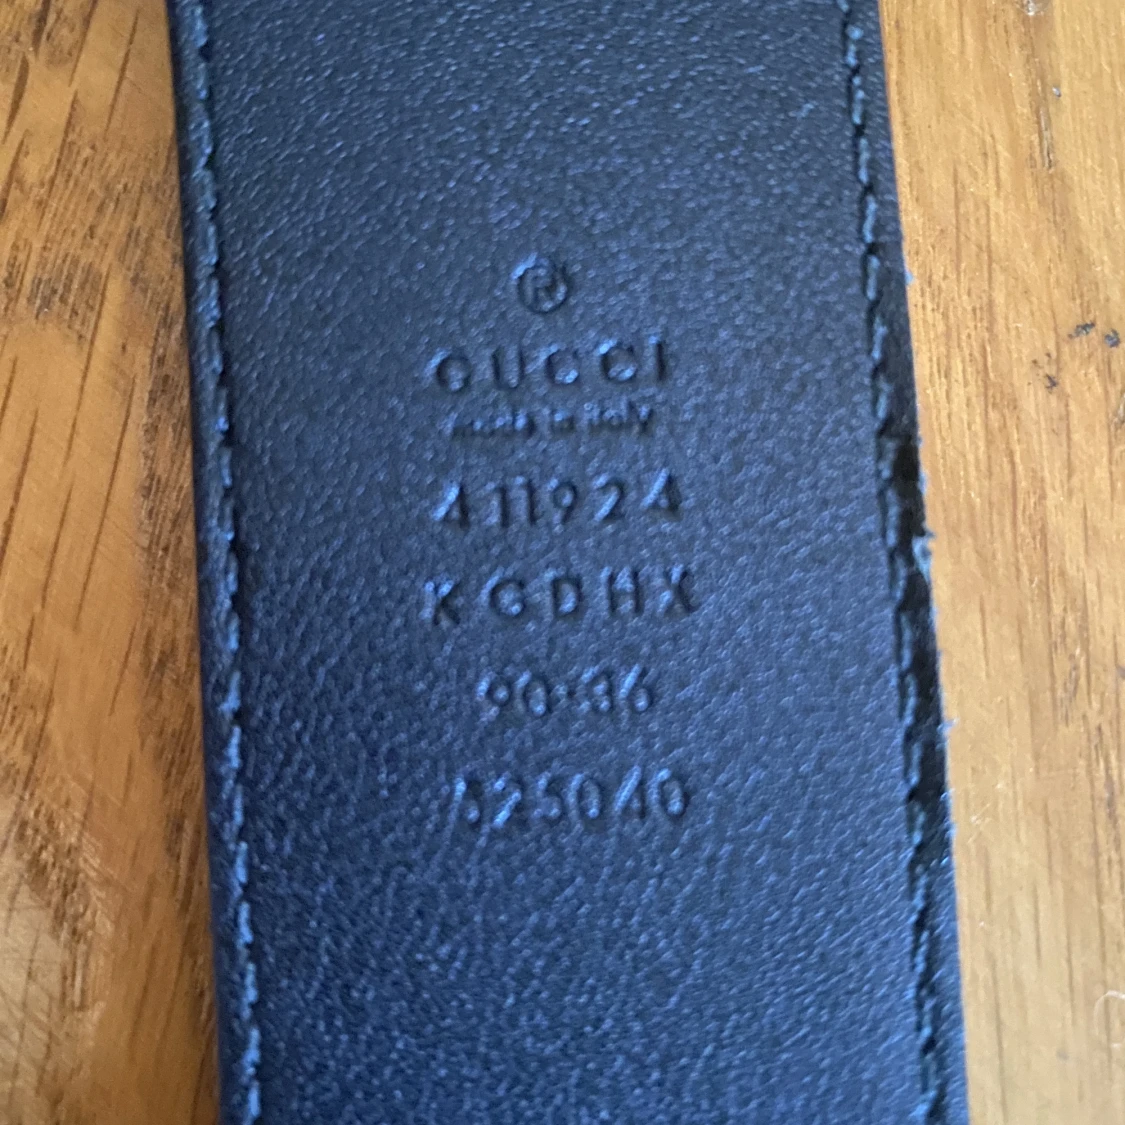 ®
GUCCI
made in italy
411924
KGDHX
90·36
525040